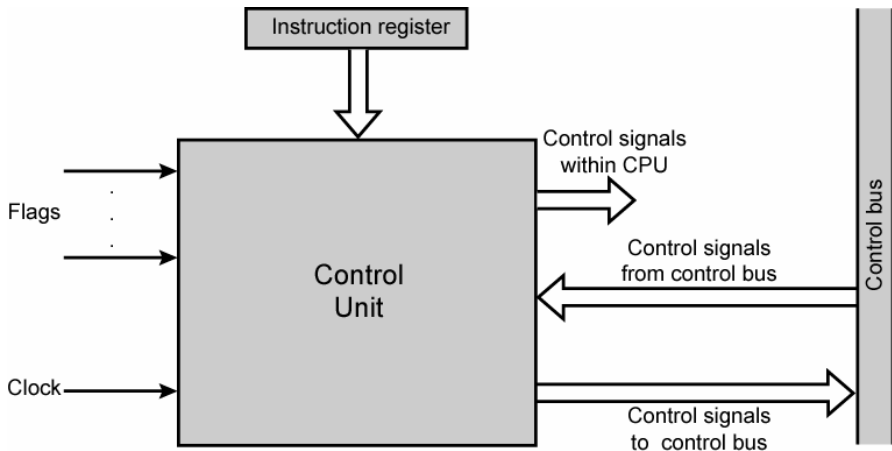 Instruction register
Control signals
within CPU
Flags
Control signals
from control bus
Control
Unit
Control bus
Clock
Control signals
to control bus